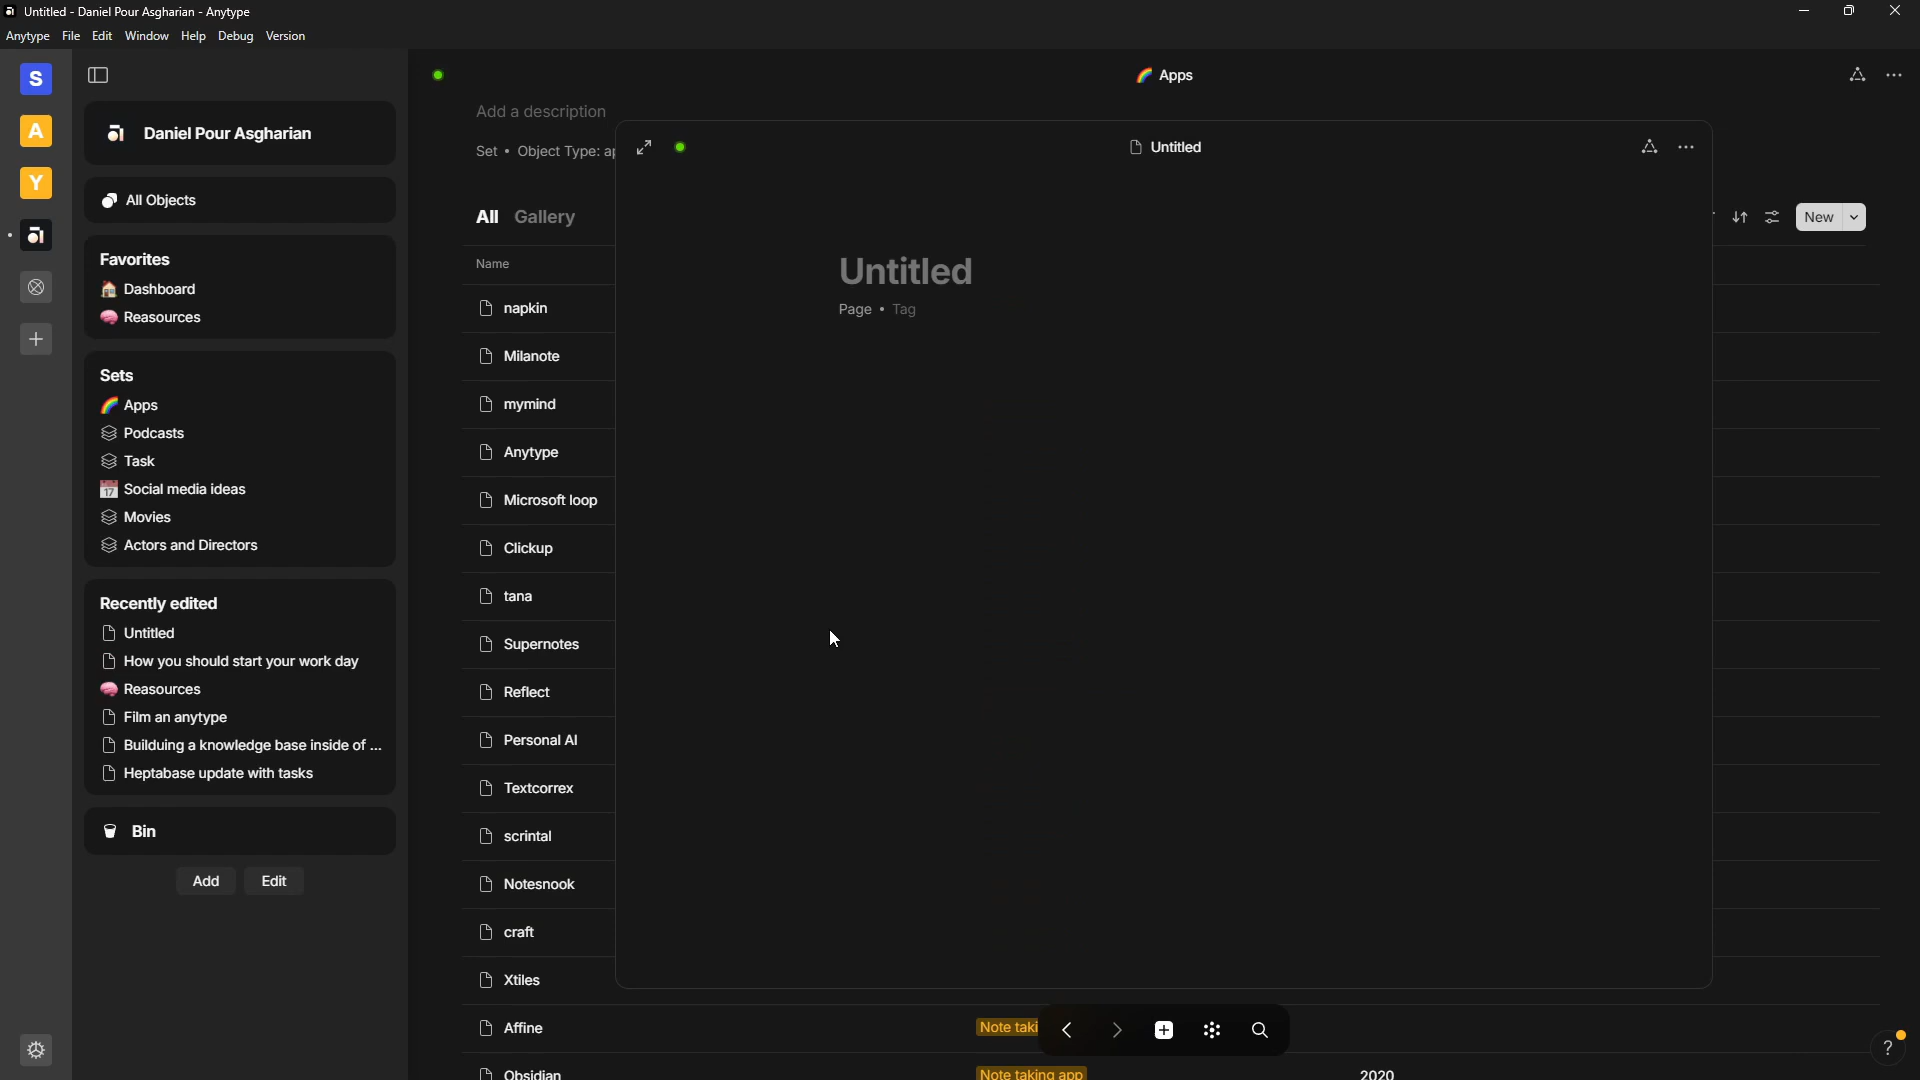 Untitled - Daniel Pour Asgharian - Anytype
Anytype File Edit Window Help Debug Version
S
A
Y
Daniel Pour Asgharian
All Objects
Favorites
Dashboard
Reasources
Sets
Apps
Podcasts
Task
Social media ideas
Movies
Actors and Directors
Recently edited
Untitled
How you should start your work day
Reasources
Film an anytype
Builduing a knowledge base inside of ...
Heptabase update with tasks
Bin
Add Edit
Apps
Add a description
Set • Object Type: ap
All Gallery
New
Name
napkin
Milanote
mymind
Anytype
Microsoft loop
Clickup
tana
Supernotes
Reflect
Personal AI
Textcorrex
scrintal
Notesnook
craft
Xtiles
Affine Note taki
Obsidian Note taking app 2020
Untitled
Untitled
Page • Tag
?